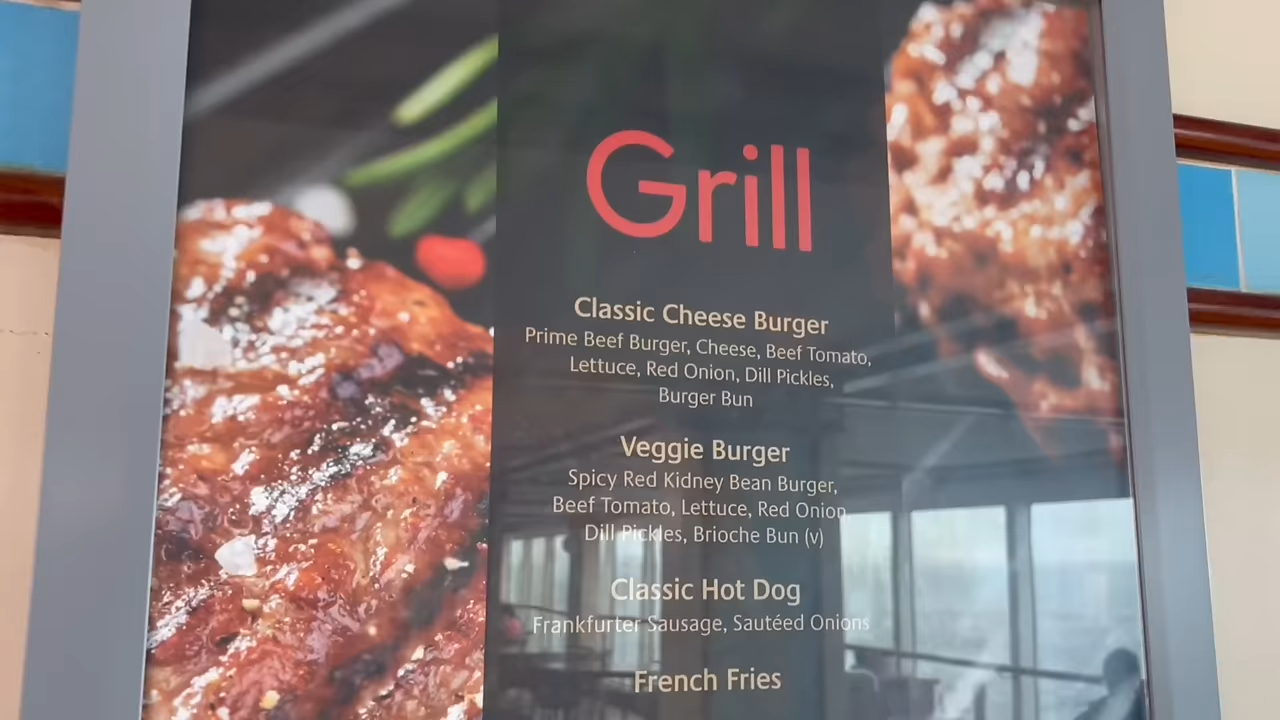 Grill
Classic Cheese Burger
Prime Beef Burger, Cheese, Beef Tomato,
Lettuce, Red Onion, Dill Pickles,
Burger Bun
Veggie Burger
Spicy Red Kidney Bean Burger,
Beef Tomato, Lettuce, Red Onion
Dill Pickles, Brioche Bun (v)
Classic Hot Dog
Frankfurter Sausage, Sautéed Onions
French Fries